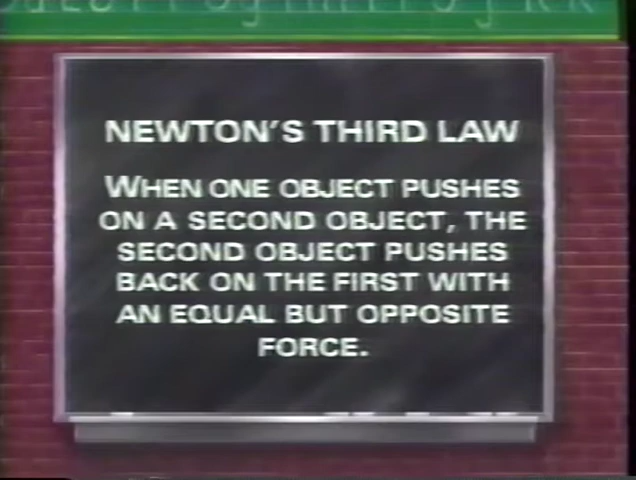 NEWTON'S THIRD LAW
WHEN ONE OBJECT PUSHES
ON A SECOND OBJECT, THE
SECOND OBJECT PUSHES
BACK ON THE FIRST WITH
AN EQUAL BUT OPPOSITE
FORCE.